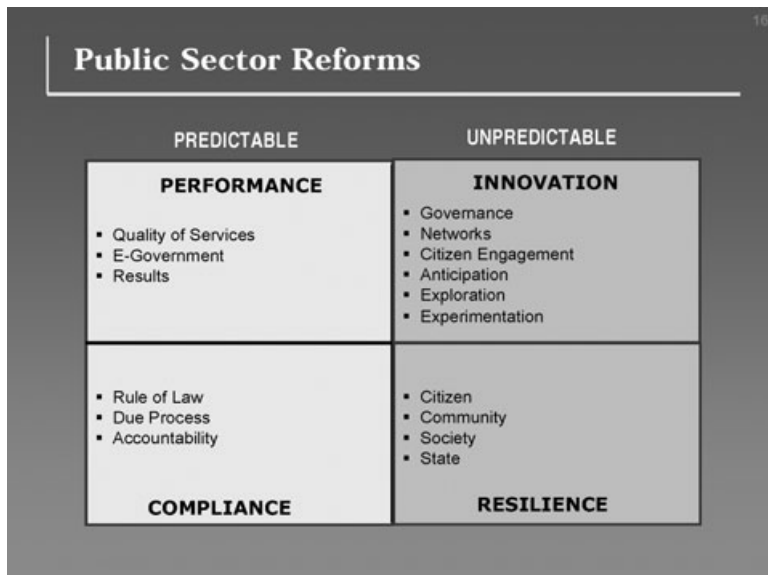 16
Public Sector Reforms
PREDICTABLE
UNPREDICTABLE
PERFORMANCE
▪ Quality of Services
▪ E-Government
▪ Results
INNOVATION
▪ Governance
▪ Networks
▪ Citizen Engagement
▪ Anticipation
▪ Exploration
▪ Experimentation
▪ Rule of Law
▪ Due Process
▪ Accountability
COMPLIANCE
▪ Citizen
▪ Community
▪ Society
▪ State
RESILIENCE